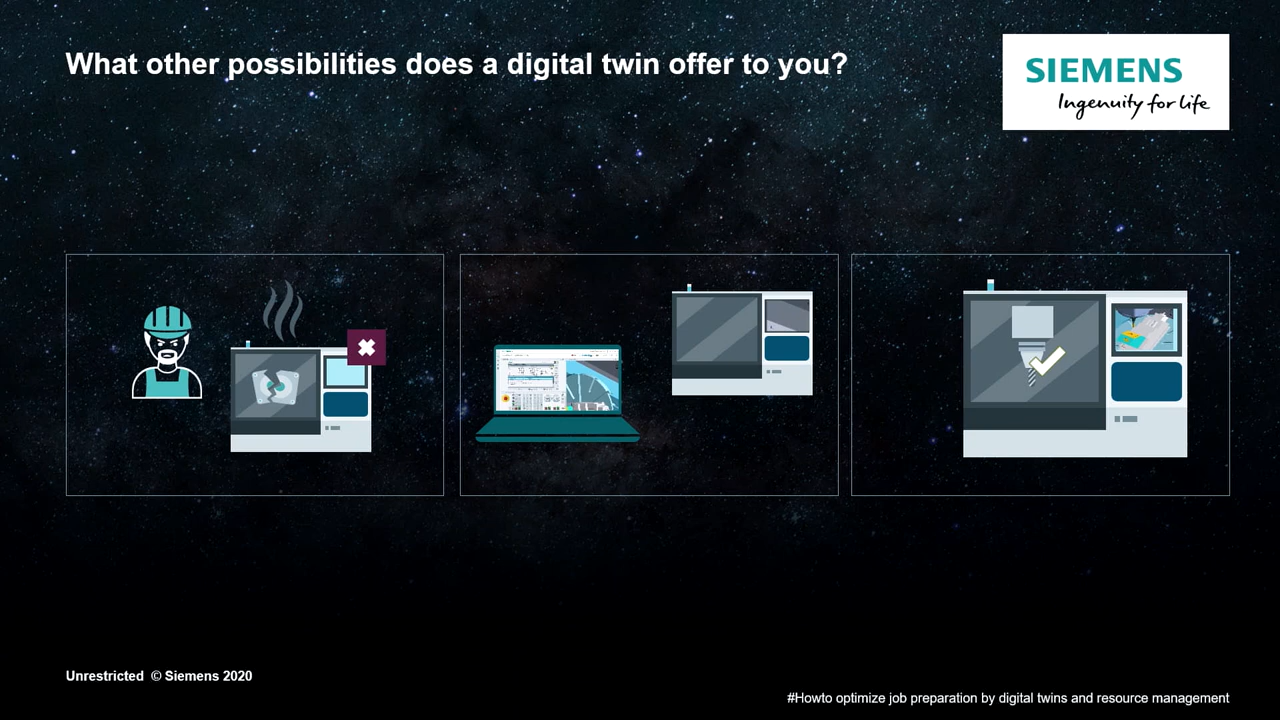 What other possibilities does a digital twin offer to you?
SIEMENS
Ingenuity for life
Unrestricted © Siemens 2020
#Howto optimize job preparation by digital twins and resource management